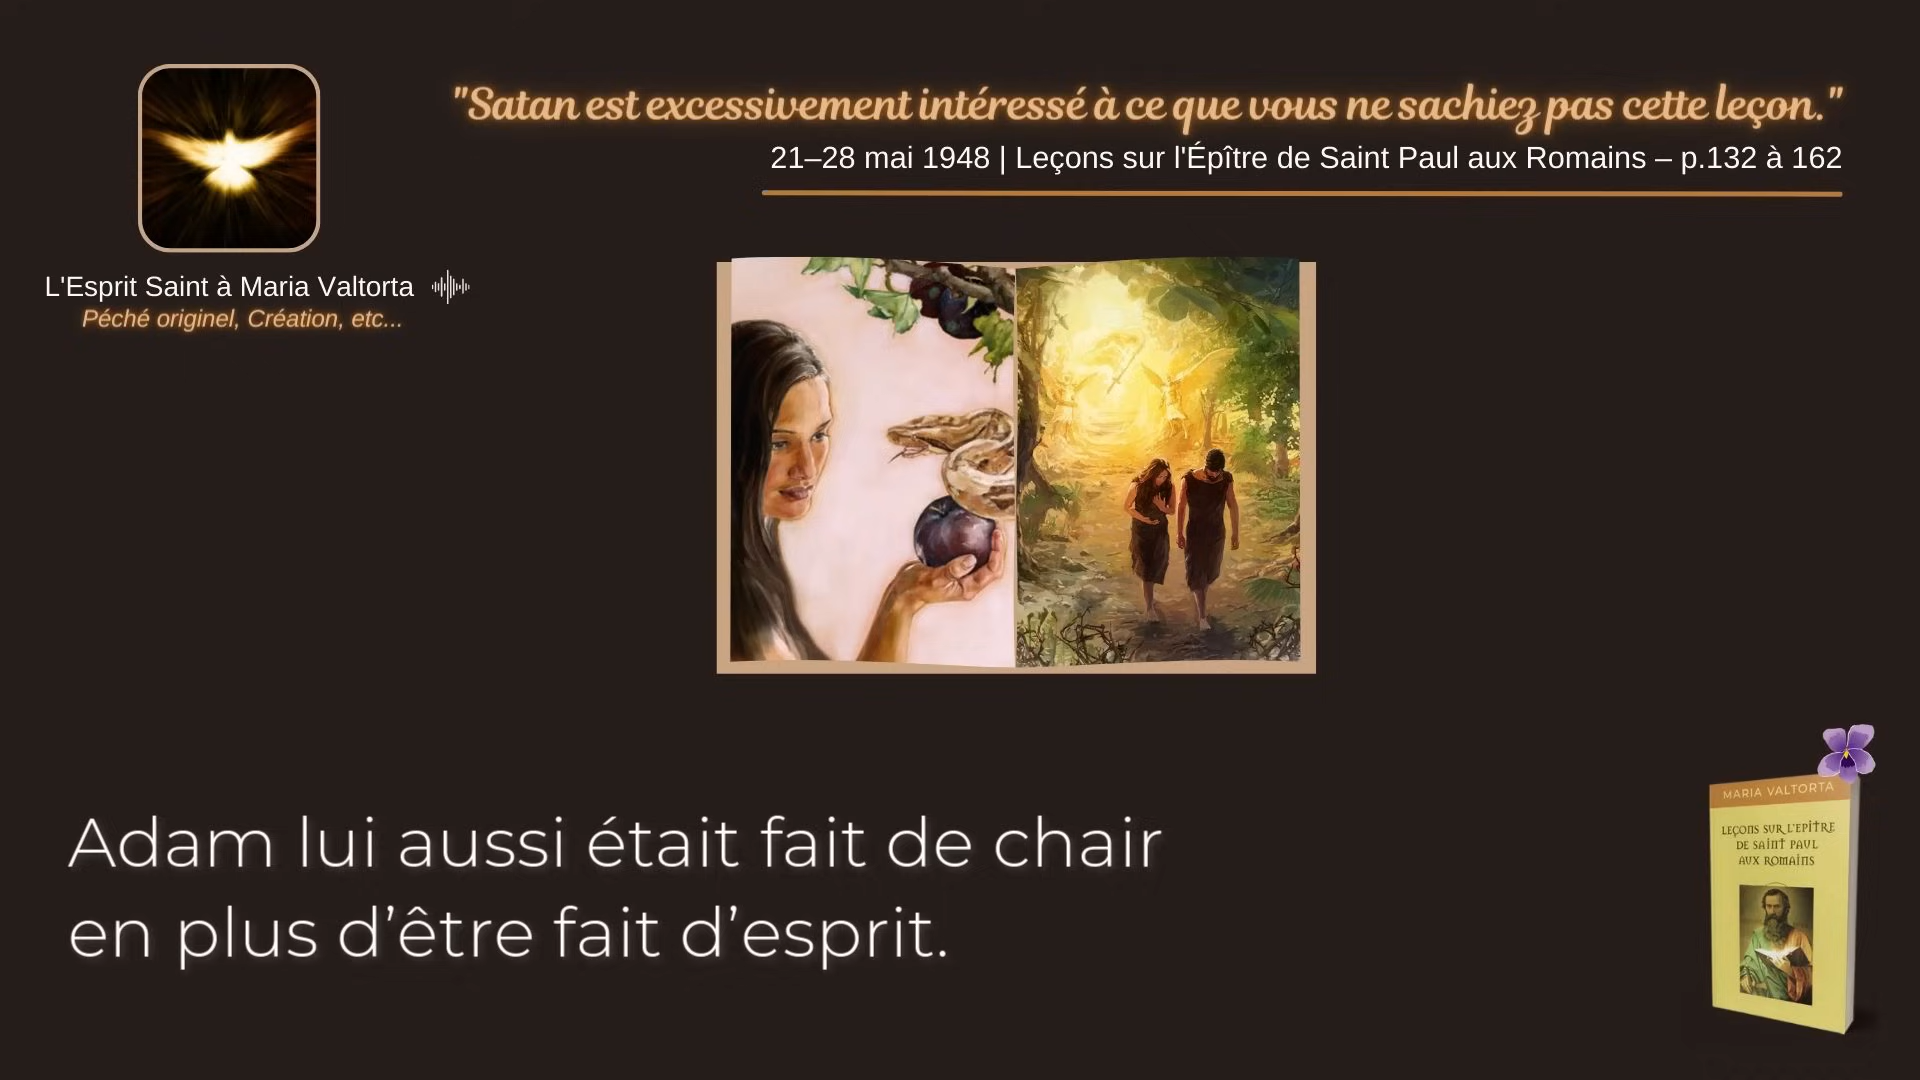 "Satan est excessivement intéressé à ce que vous ne sachiez pas cette leçon."
21–28 mai 1948 | Leçons sur l'Épître de Saint Paul aux Romains – p.132 à 162
L'Esprit Saint à Maria Valtorta
Péché originel, Création, etc...
Adam lui aussi était fait de chair
en plus d’être fait d’esprit.
MARIA VALTORTA
LEÇONS SUR L'EPÎTRE
DE SAINT PAUL
AUX ROMAINS